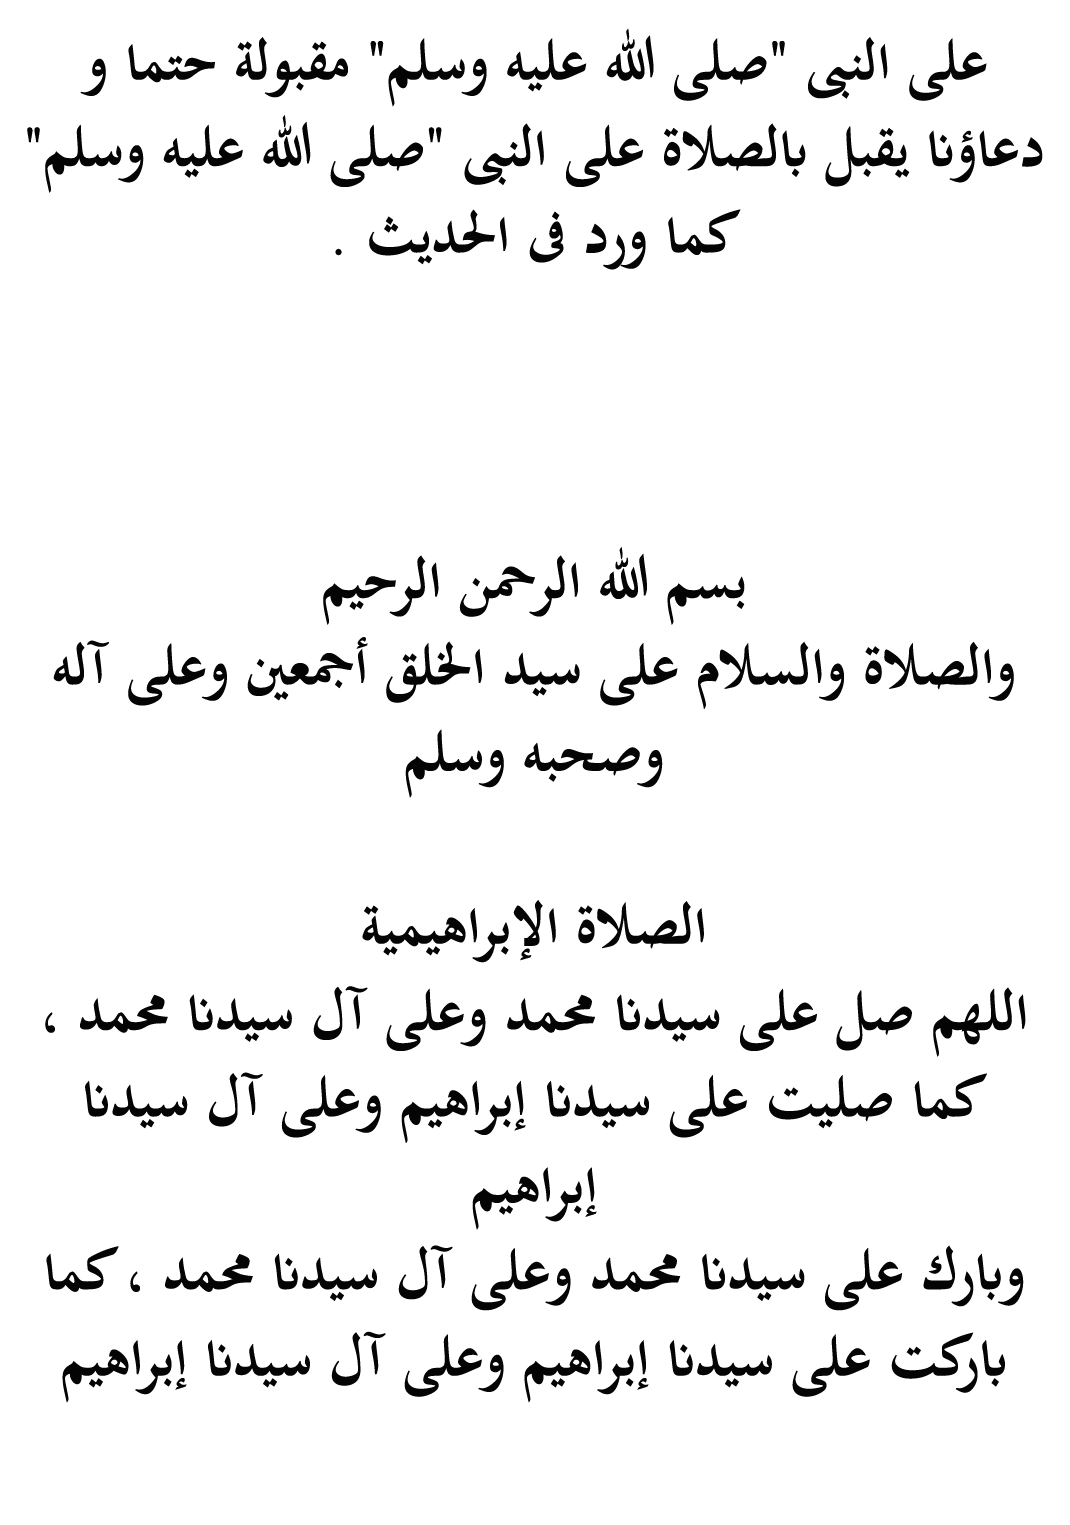 على النبى "صلى الله عليه وسلم" مقبولة حتما و
دعاؤنا يقبل بالصلاة على النبى "صلى الله عليه وسلم"
كما ورد فى الحديث .
بسم الله الرحمن الرحيم
والصلاة والسلام على سيد الخلق أجمعين وعلى آله
وصحبه وسلم
الصلاة الإبراهيمية
اللهم صل على سيدنا محمد وعلى آل سيدنا محمد ،
كما صليت على سيدنا إبراهيم وعلى آل سيدنا
إبراهيم
وبارك على سيدنا محمد وعلى آل سيدنا محمد ، كما
باركت على سيدنا إبراهيم وعلى آل سيدنا إبراهيم